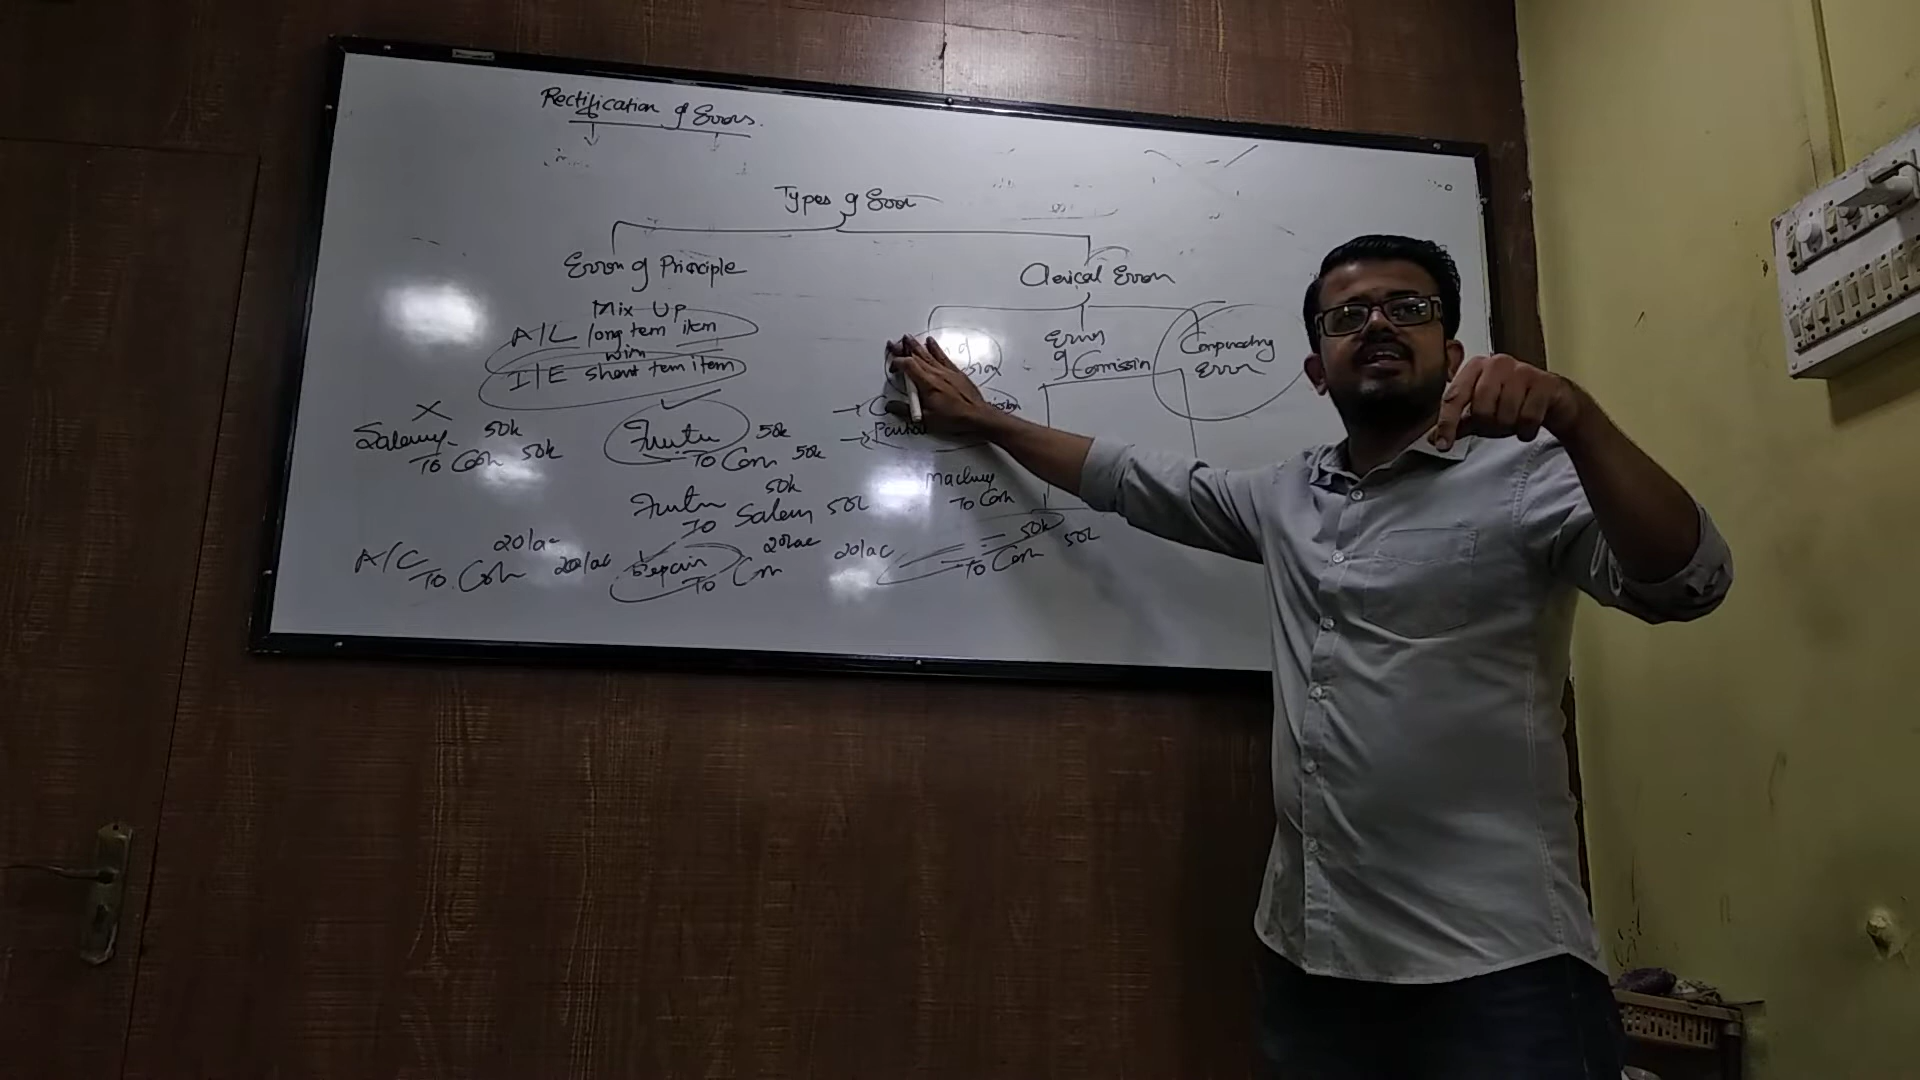 Rectification of Errors.
Types of Error
Error of Principle
Clerical Error
Mix Up
A/L long term item
with
I/E short term item
Error of Commission
Compensating Error
Salary 50k
To Cash 50k
Furtu 50k
To Cash 50k
Furtu 50k
To Salary 50k
A/C 20lac
To Cash 20lac
Repair 20lac
To Cash 20lac
Machinery
To Cash
50k
To Cash 50k